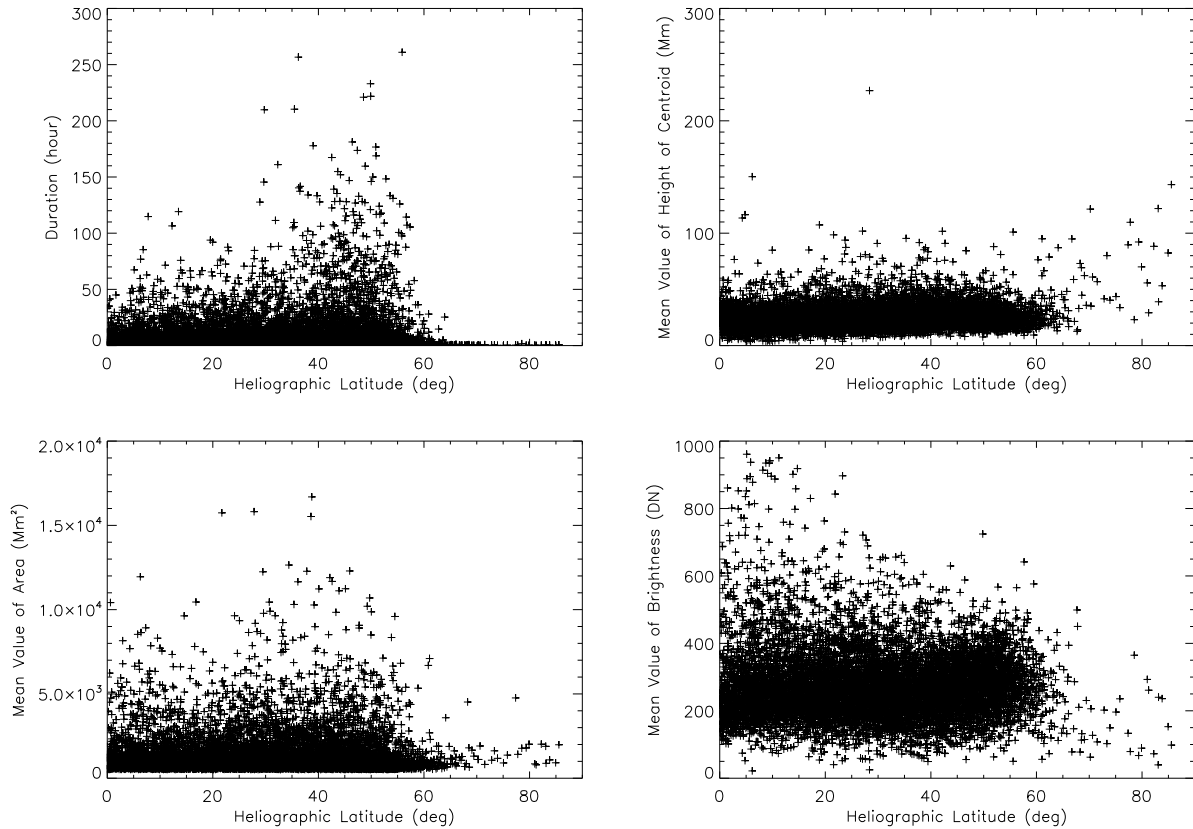 300
250
200
150
100
50
0
Duration (hour)
0 20 40 60 80
Heliographic Latitude (deg)
300
200
100
0
Mean Value of Height of Centroid (Mm)
0 20 40 60 80
Heliographic Latitude (deg)
2.0×10⁴
1.5×10⁴
1.0×10⁴
5.0×10³
0
Mean Value of Area (Mm²)
0 20 40 60 80
Heliographic Latitude (deg)
1000
800
600
400
200
0
Mean Value of Brightness (DN)
0 20 40 60 80
Heliographic Latitude (deg)